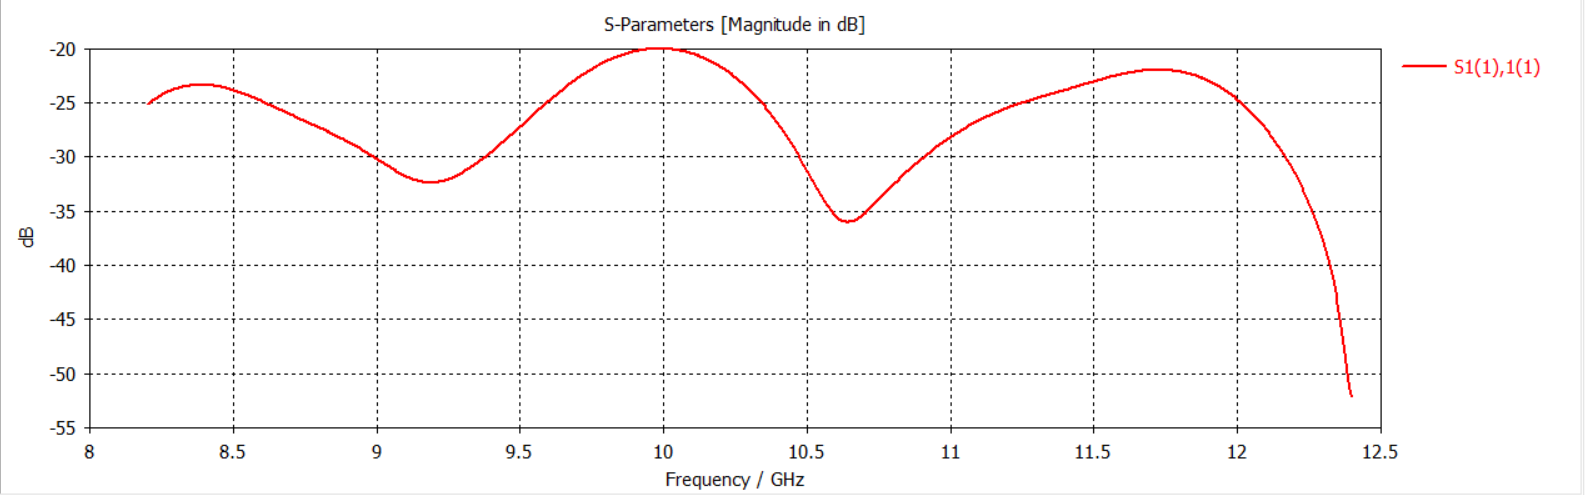 S-Parameters [Magnitude in dB]
-20
-25
-30
-35
-40
-45
-50
-55
dB
8 8.5 9 9.5 10 10.5 11 11.5 12 12.5
Frequency / GHz
S1(1),1(1)